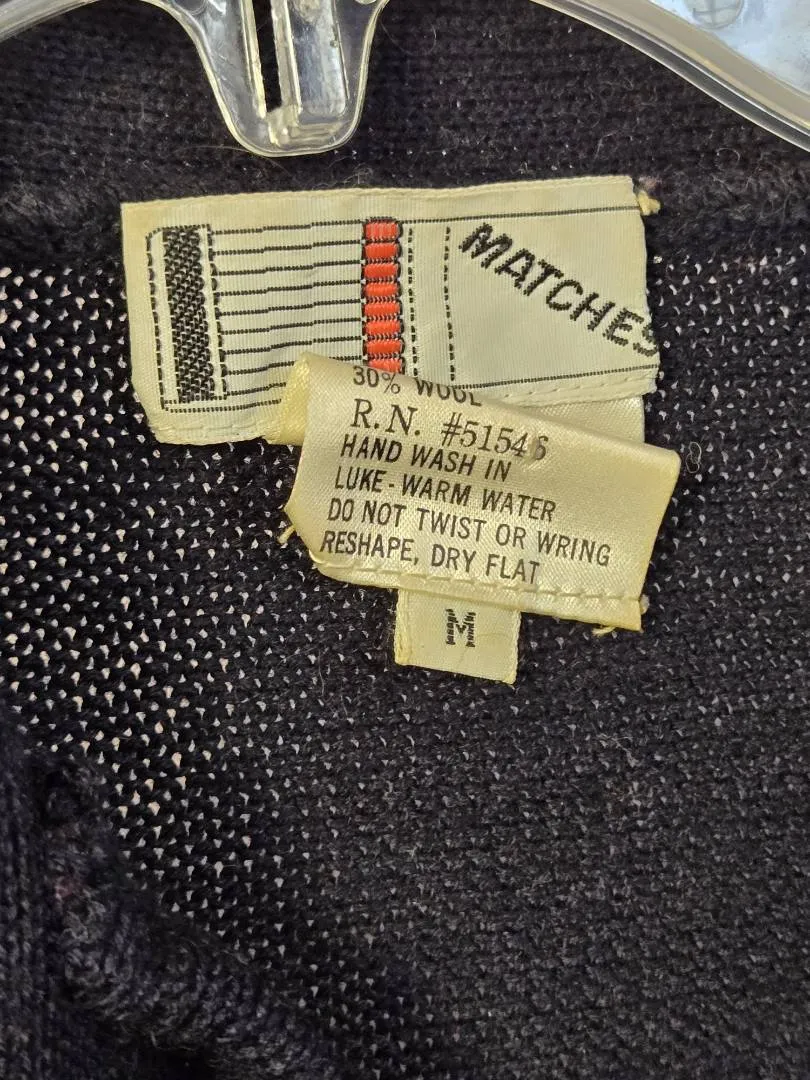 MATCHES
30% WOOL
R.N. #51546
HAND WASH IN
LUKE-WARM WATER
DO NOT TWIST OR WRING
RESHAPE, DRY FLAT
M